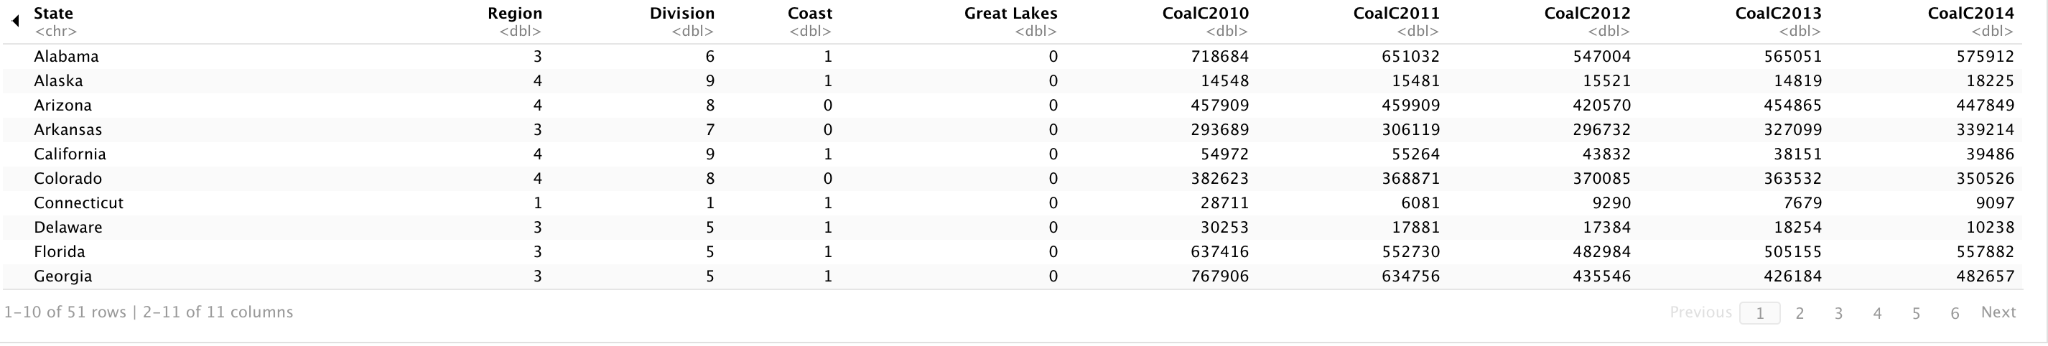 State Region Division Coast Great Lakes CoalC2010 CoalC2011 CoalC2012 CoalC2013 CoalC2014
<chr> <dbl> <dbl> <dbl> <dbl> <dbl> <dbl> <dbl> <dbl> <dbl>
Alabama 3 6 1 0 718684 651032 547004 565051 575912
Alaska 4 9 1 0 14548 15481 15521 14819 18225
Arizona 4 8 0 0 457909 459909 420570 454865 447849
Arkansas 3 7 0 0 293689 306119 296732 327099 339214
California 4 9 1 0 54972 55264 43832 38151 39486
Colorado 4 8 0 0 382623 368871 370085 363532 350526
Connecticut 1 1 1 0 28711 6081 9290 7679 9097
Delaware 3 5 1 0 30253 17881 17384 18254 10238
Florida 3 5 1 0 637416 552730 482984 505155 557882
Georgia 3 5 1 0 767906 634756 435546 426184 482657
1-10 of 51 rows | 2-11 of 11 columns Previous 1 2 3 4 5 6 Next